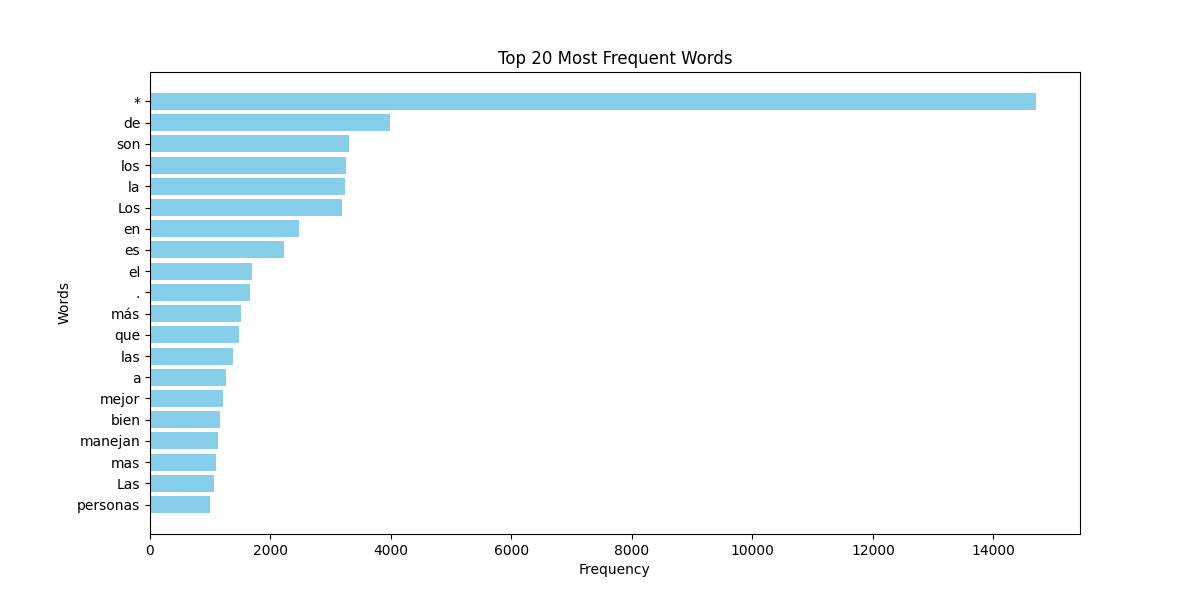 Top 20 Most Frequent Words
*
de
son
los
la
Los
en
es
el
.
más
que
las
a
mejor
bien
manejan
mas
Las
personas
Words
0 2000 4000 6000 8000 10000 12000 14000
Frequency